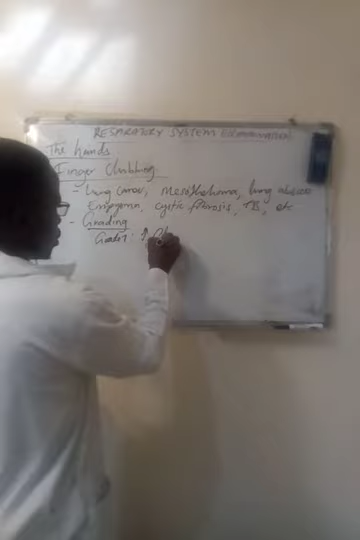 RESPIRATORY SYSTEM EXAMINATION
The hands
Finger Clubbing
- Lung cancer, Mesothelioma, lung abscess
Empyema, cystic fibrosis, TB, etc
- Grading
Grade 1: ↑